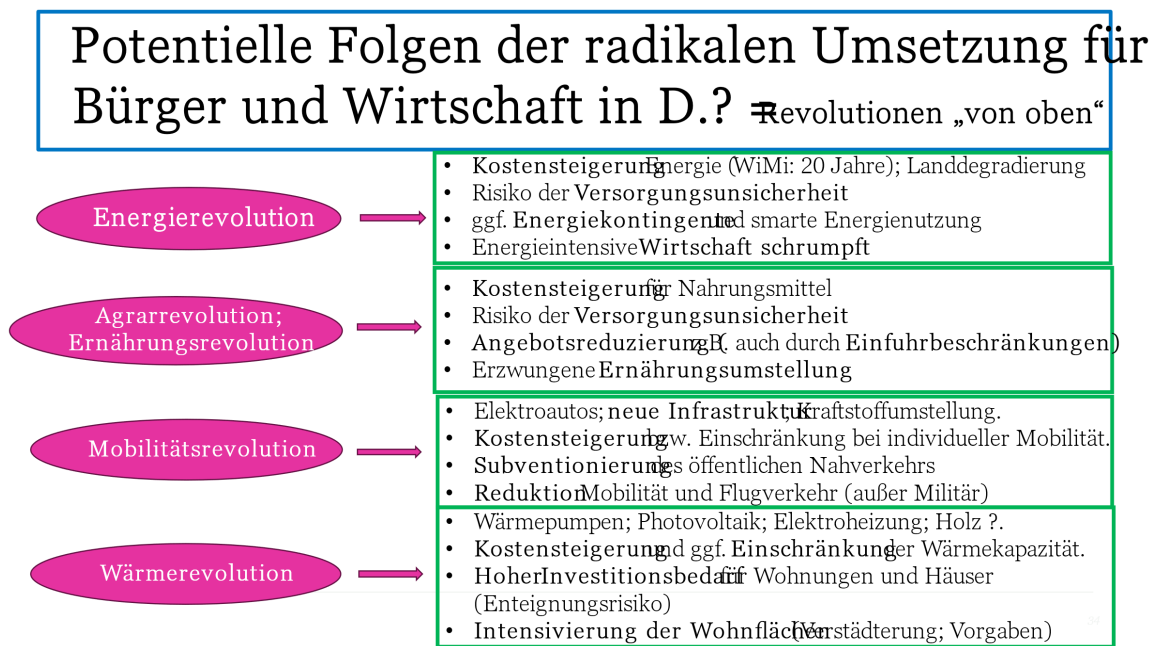 Potentielle Folgen der radikalen Umsetzung für
Bürger und Wirtschaft in D.? = Revolutionen „von oben“
Energierevolution
• Kostensteigerung Energie (WiMi: 20 Jahre); Landdegradierung
• Risiko der Versorgungsunsicherheit
• ggf. Energiekontingente und smarte Energienutzung
• Energieintensive Wirtschaft schrumpft
Agrarrevolution;
Ernährungsrevolution
• Kostensteigerung für Nahrungsmittel
• Risiko der Versorgungsunsicherheit
• Angebotsreduzierung (z.B. auch durch Einfuhrbeschränkungen)
• Erzwungene Ernährungsumstellung
Mobilitätsrevolution
• Elektroautos; neue Infrastruktur; Kraftstoffumstellung.
• Kostensteigerung bzw. Einschränkung bei individueller Mobilität.
• Subventionierung des öffentlichen Nahverkehrs
• Reduktion Mobilität und Flugverkehr (außer Militär)
Wärmerevolution
• Wärmepumpen; Photovoltaik; Elektroheizung; Holz ?.
• Kostensteigerung und ggf. Einschränkung der Wärmekapazität.
• Hoher Investitionsbedarf für Wohnungen und Häuser
(Enteignungsrisiko)
• Intensivierung der Wohnflächen (Verstädterung; Vorgaben)